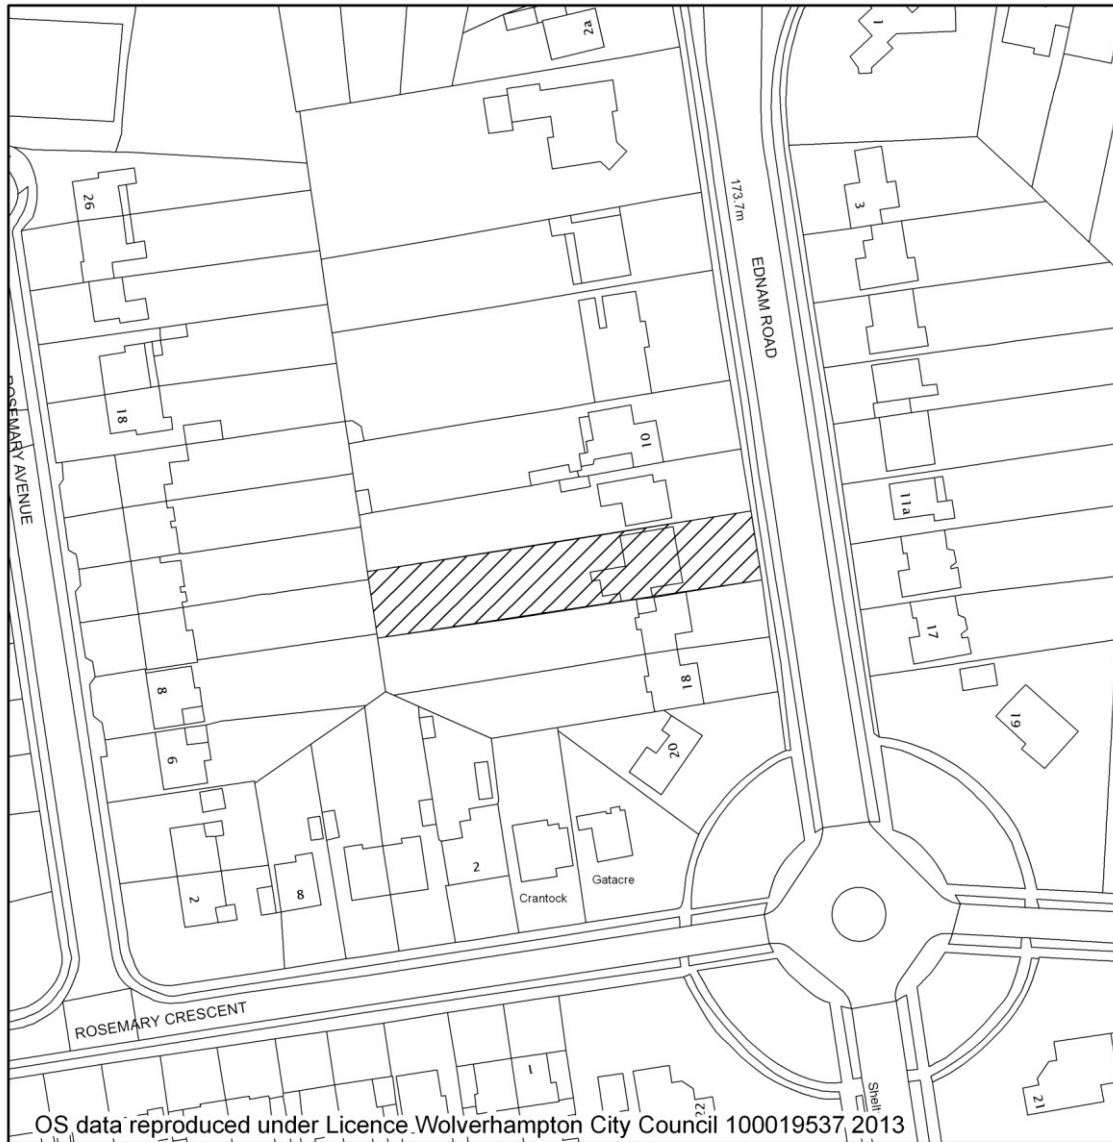 2a
1
26
173.7m
3
EDNAM ROAD
18
ROSEMARY AVENUE
10
11a
17
8
18
19
6
20
2
8
2
Crantock
Gatacre
ROSEMARY CRESCENT
1
22
21
OS data reproduced under Licence.Wolverhampton City Council 100019537 2013